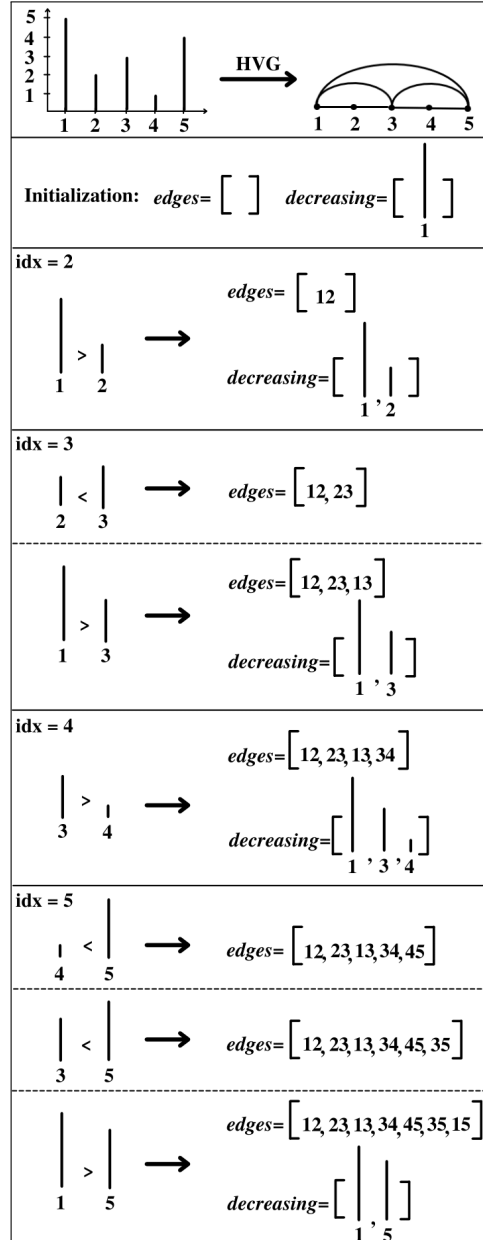 5
4
3
2
1
1 2 3 4 5
HVG
1 2 3 4 5
Initialization: edges= [ ] decreasing= [ ]
1
idx = 2
1 > 2
edges= [ 12 ]
decreasing= [ , ]
1 2
idx = 3
2 < 3
edges= [ 12, 23 ]
1 > 3
edges= [ 12, 23, 13 ]
decreasing= [ , ]
1 3
idx = 4
3 > 4
edges= [ 12, 23, 13, 34 ]
decreasing= [ , , ]
1 3 4
idx = 5
4 < 5
edges= [ 12, 23, 13, 34, 45 ]
3 < 5
edges= [ 12, 23, 13, 34, 45, 35 ]
1 > 5
edges= [ 12, 23, 13, 34, 45, 35, 15 ]
decreasing= [ , ]
1 5